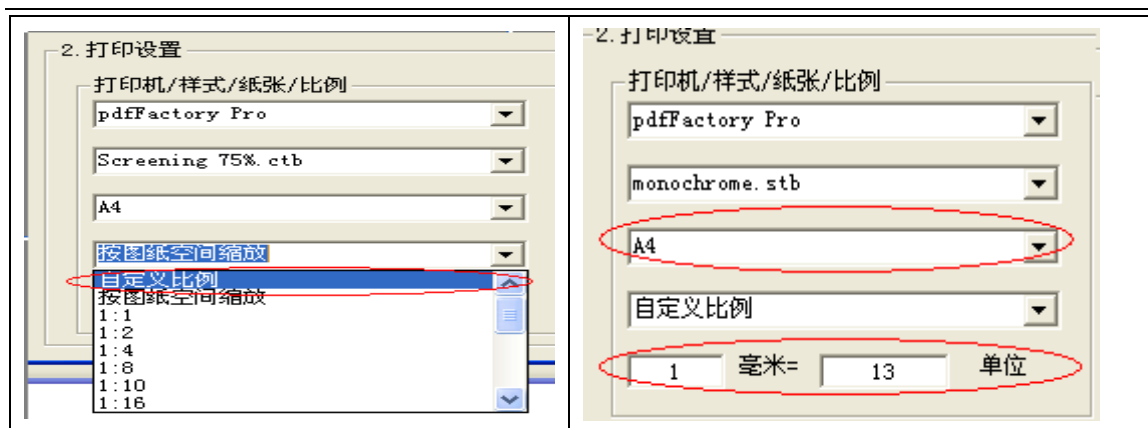 2. 打印设置
打印机/样式/纸张/比例
pdfFactory Pro
Screening 75%.ctb
A4
按图纸空间缩放
自定义比例
按图纸空间缩放
1:1
1:2
1:4
1:8
1:10
1:16
2. 打印设置
打印机/样式/纸张/比例
pdfFactory Pro
monochrome.stb
A4
自定义比例
1 毫米= 13 单位